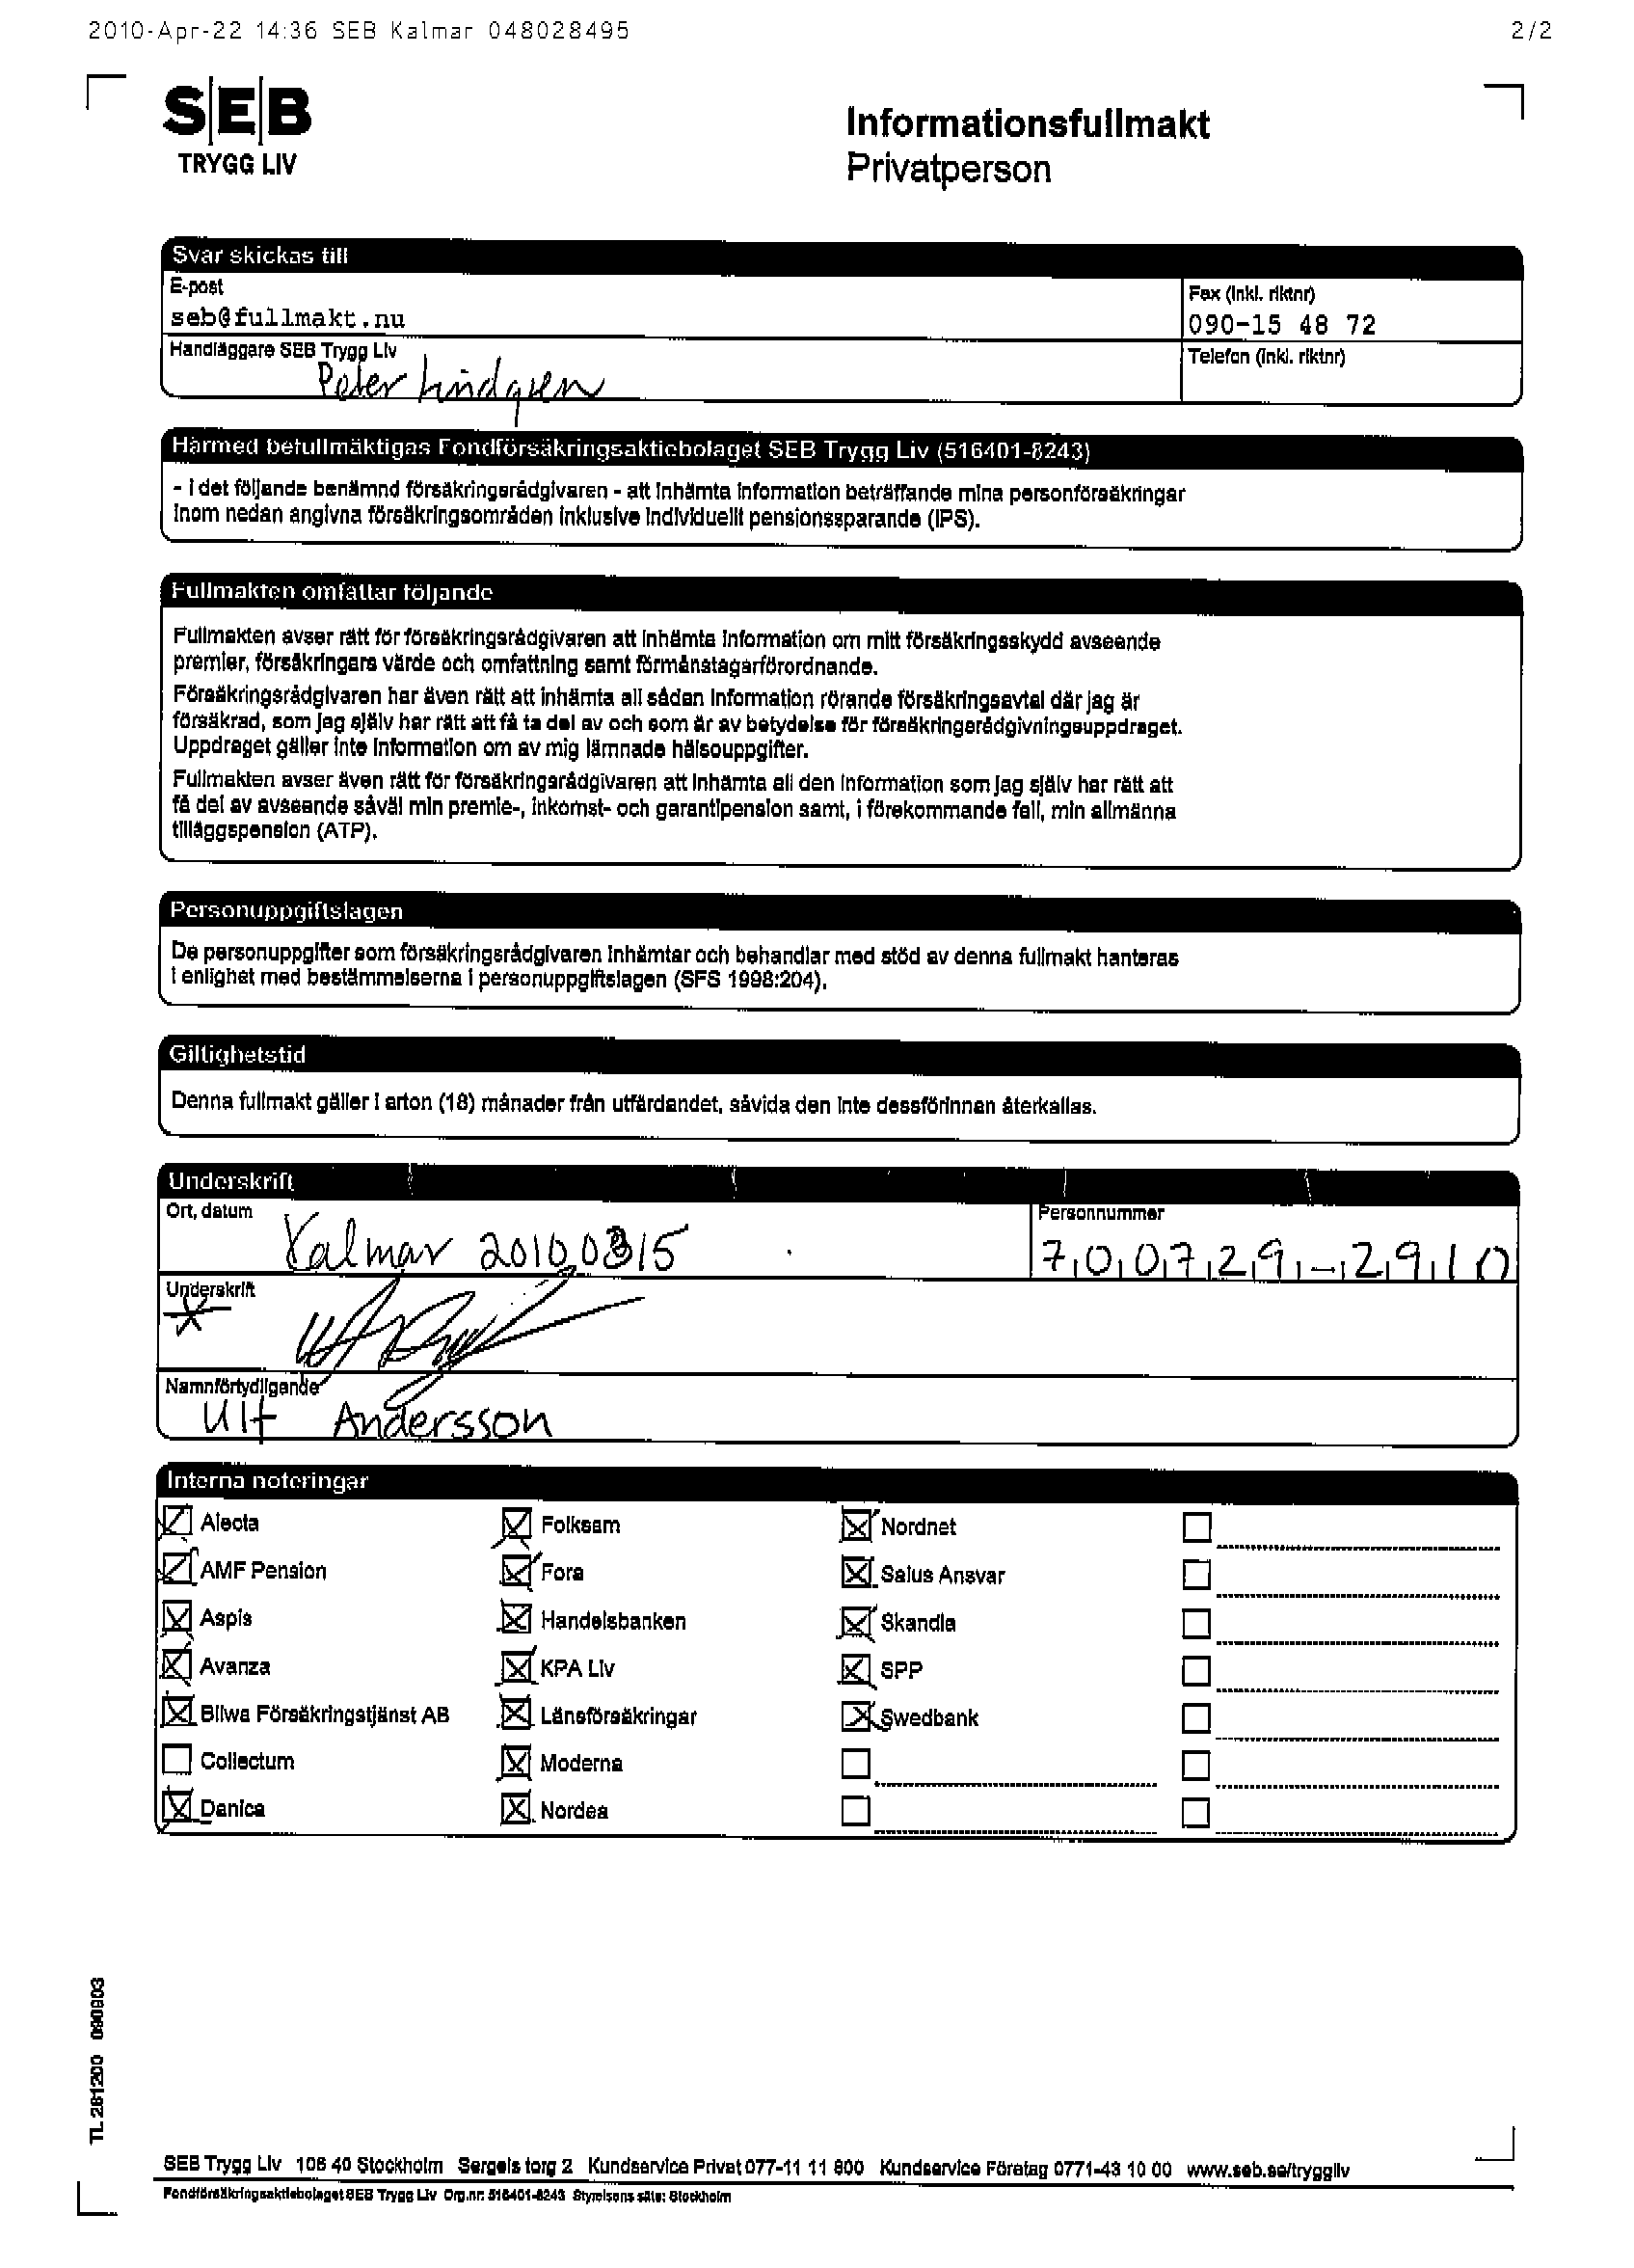 2010-Apr-22 14:36 SEB Kalmar 048028495 2/2
SEB
TRYGG LIV
Informationsfullmakt
Privatperson
Svar skickas till
E-post
seb@fullmakt.nu
Fax (inkl. riktnr)
090-15 48 72
Handläggare SEB Trygg Liv
Peter Lindgren
Telefon (inkl. riktnr)
Härmed befullmäktigas Fondförsäkringsaktiebolaget SEB Trygg Liv (516401-8243)
- i det följande benämnd försäkringsrådgivaren - att inhämta information beträffande mina personförsäkringar
inom nedan angivna försäkringsområden inklusive individuellt pensionssparande (IPS).
Fullmakten omfattar följande
Fullmakten avser rätt för försäkringsrådgivaren att inhämta information om mitt försäkringsskydd avseende
premier, försäkringars värde och omfattning samt förmånstagarförordnande.
Försäkringsrådgivaren har även rätt att inhämta all sådan information rörande försäkringsavtal där jag är
försäkrad, som jag själv har rätt att få ta del av och som är av betydelse för försäkringsrådgivningsuppdraget.
Uppdraget gäller inte information om av mig lämnade hälsouppgifter.
Fullmakten avser även rätt för försäkringsrådgivaren att inhämta all den information som jag själv har rätt att
få del av avseende såväl min premie-, inkomst- och garantipension samt, i förekommande fall, min allmänna
tilläggspension (ATP).
Personuppgiftslagen
De personuppgifter som försäkringsrådgivaren inhämtar och behandlar med stöd av denna fullmakt hanteras
i enlighet med bestämmelserna i personuppgiftslagen (SFS 1998:204).
Giltighetstid
Denna fullmakt gäller i arton (18) månader från utfärdandet, såvida den inte dessförinnan återkallas.
Underskrift
Ort, datum
Kalmar 20100315
Personnummer
700729-2910
Underskrift
Namnförtydligande
Ulf Andersson
Interna noteringar
Alecta
Folksam
Nordnet
AMF Pension
Fora
Salus Ansvar
Aspis
Handelsbanken
Skandia
Avanza
KPA Liv
SPP
Bliwa Försäkringstjänst AB
Länsförsäkringar
Swedbank
Collectum
Moderna
Danica
Nordea
TL 281200 090903
SEB Trygg Liv 106 40 Stockholm Sergels torg 2 Kundservice Privat 077-11 11 800 Kundservice Företag 0771-43 10 00 www.seb.se/tryggliv
Fondförsäkringsaktiebolaget SEB Trygg Liv Org.nr: 516401-8243 Styrelsens säte: Stockholm